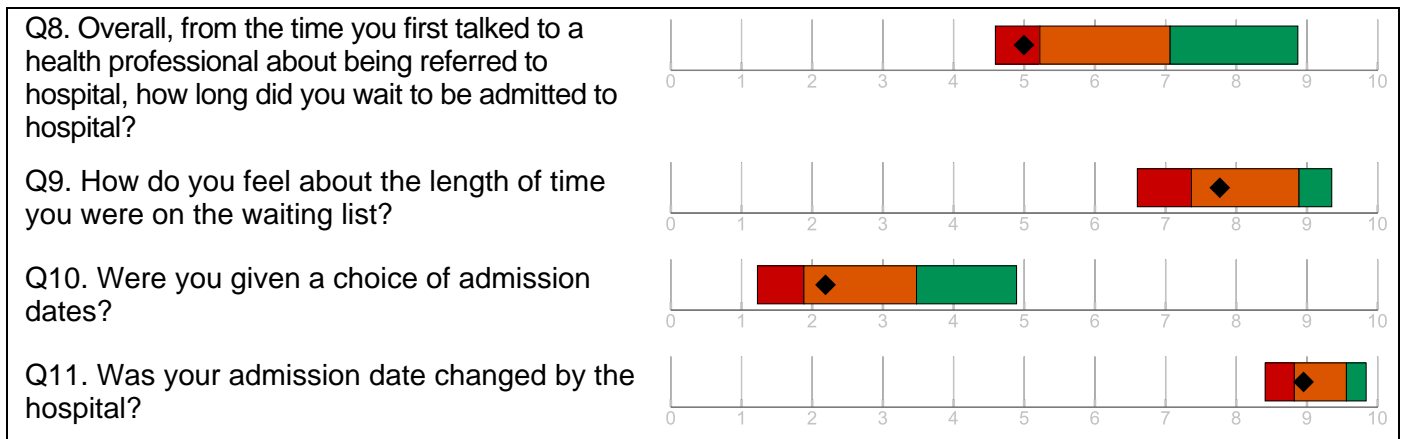 Q8. Overall, from the time you first talked to a
health professional about being referred to
hospital, how long did you wait to be admitted to
hospital?
0 1 2 3 4 5 6 7 8 9 10
Q9. How do you feel about the length of time
you were on the waiting list?
0 1 2 3 4 5 6 7 8 9 10
Q10. Were you given a choice of admission
dates?
0 1 2 3 4 5 6 7 8 9 10
Q11. Was your admission date changed by the
hospital?
0 1 2 3 4 5 6 7 8 9 10